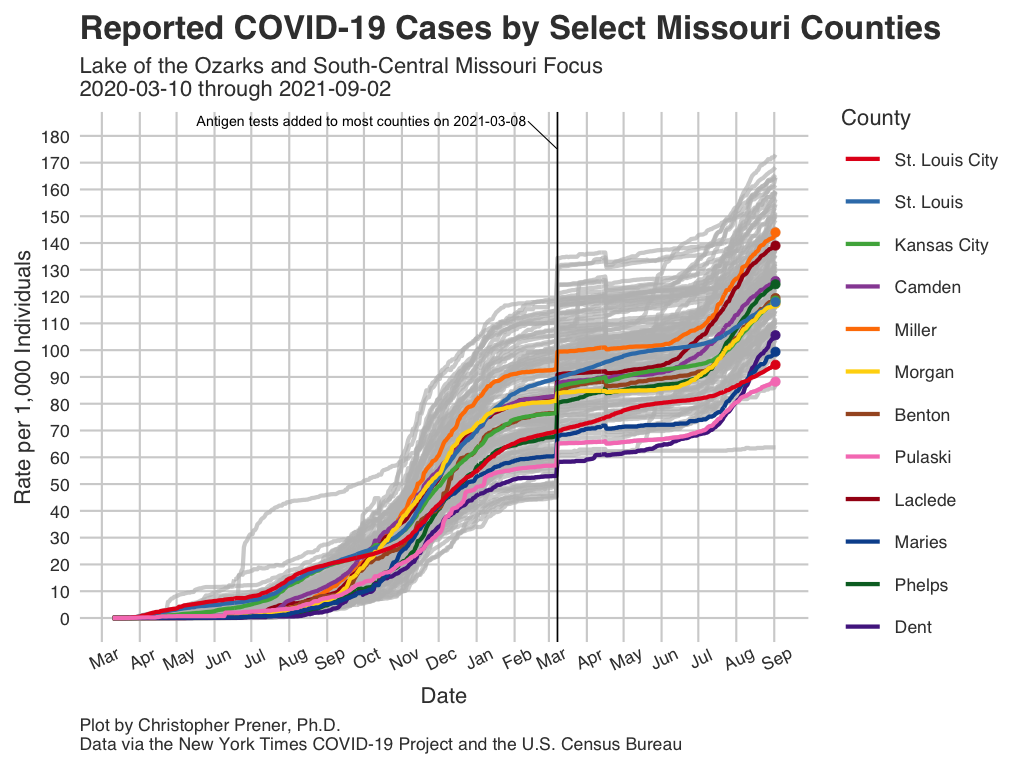 Reported COVID-19 Cases by Select Missouri Counties
Lake of the Ozarks and South-Central Missouri Focus
2020-03-10 through 2021-09-02
Antigen tests added to most counties on 2021-03-08
Rate per 1,000 Individuals
180
170
160
150
140
130
120
110
100
90
80
70
60
50
40
30
20
10
0
Mar Apr May Jun Jul Aug Sep Oct Nov Dec Jan Feb Mar Apr May Jun Jul Aug Sep
Date
County
St. Louis City
St. Louis
Kansas City
Camden
Miller
Morgan
Benton
Pulaski
Laclede
Maries
Phelps
Dent
Plot by Christopher Prener, Ph.D.
Data via the New York Times COVID-19 Project and the U.S. Census Bureau